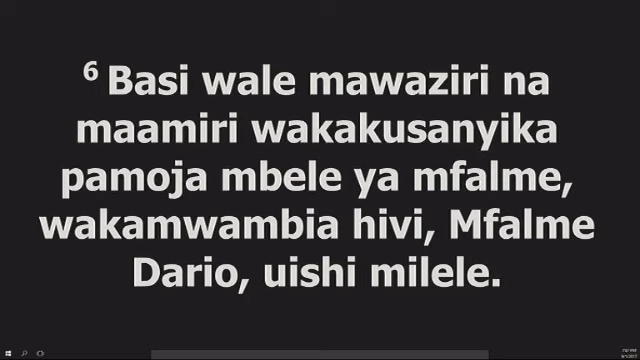 6 Basi wale mawaziri na
maamiri wakakusanyika
pamoja mbele ya mfalme,
wakamwambia hivi, Mfalme
Dario, uishi milele.